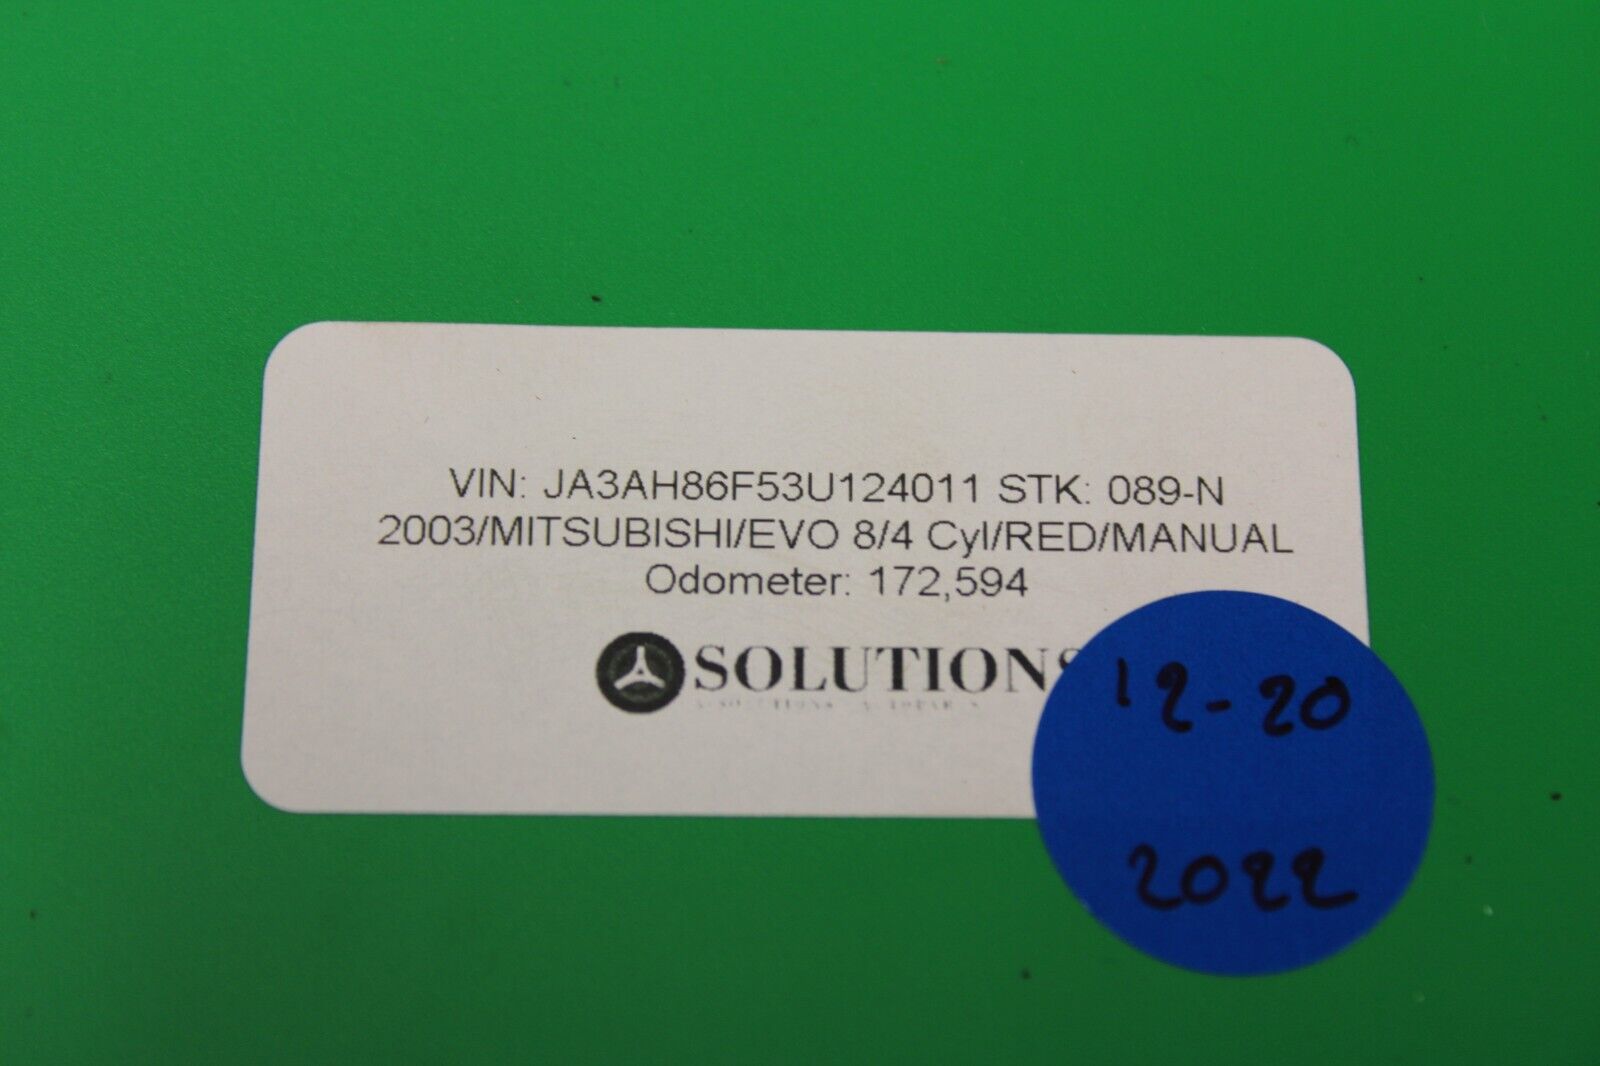 VIN: JA3AH86F53U124011 STK: 089-N
2003/MITSUBISHI/EVO 8/4 Cyl/RED/MANUAL
Odometer: 172,594
SOLUTIONS
12-20
2022